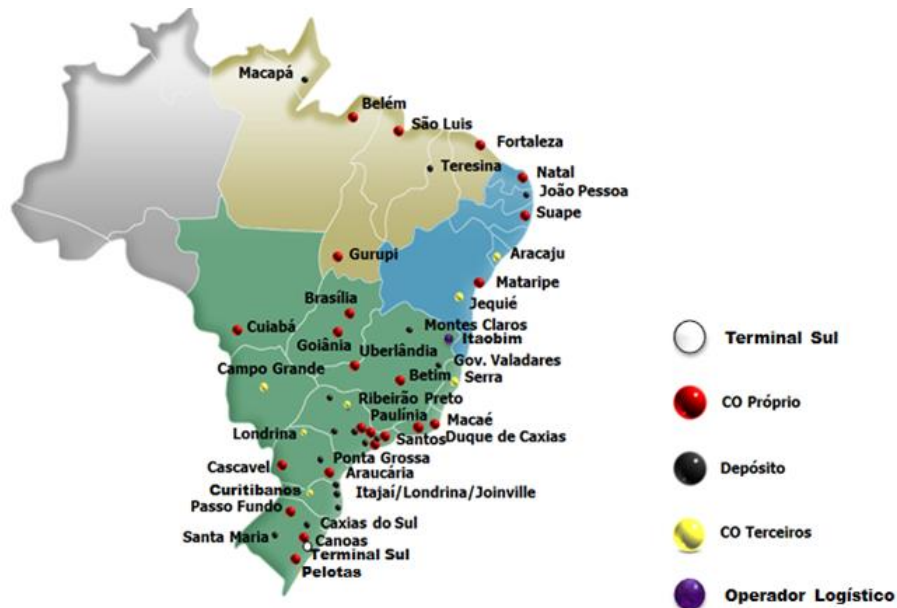 Macapá
Belém
São Luis
Fortaleza
Teresina
Natal
João Pessoa
Suape
Gurupi
Aracaju
Mataripe
Brasília
Jequié
Cuiabá
Montes Claros
Goiânia
Itaobim
Uberlândia
Gov. Valadares
Campo Grande
Betim
Serra
Ribeirão Preto
Paulínia
Macaé
Londrina
Santos
Duque de Caxias
Ponta Grossa
Cascavel
Araucária
Curitibanos
Itajaí/Londrina/Joinville
Passo Fundo
Caxias do Sul
Santa Maria
Canoas
Terminal Sul
Pelotas
Terminal Sul
CO Próprio
Depósito
CO Terceiros
Operador Logístico